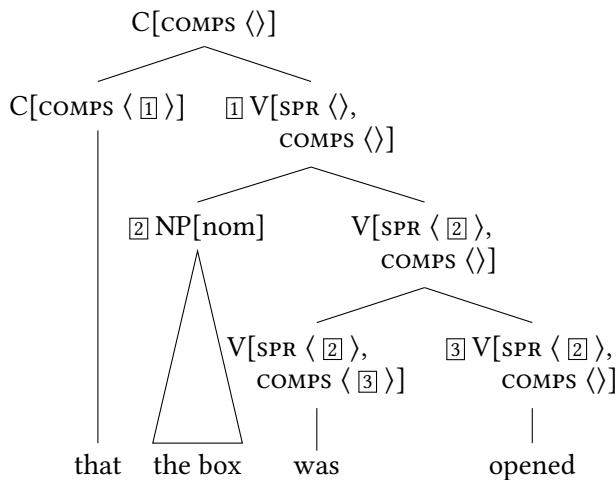 C[COMPS ⟨⟩]
C[COMPS ⟨ 1 ⟩] 1 V[SPR ⟨⟩,
COMPS ⟨⟩]
2 NP[nom] V[SPR ⟨ 2 ⟩,
COMPS ⟨⟩]
V[SPR ⟨ 2 ⟩, 3 V[SPR ⟨ 2 ⟩,
COMPS ⟨ 3 ⟩] COMPS ⟨⟩]
that the box was opened